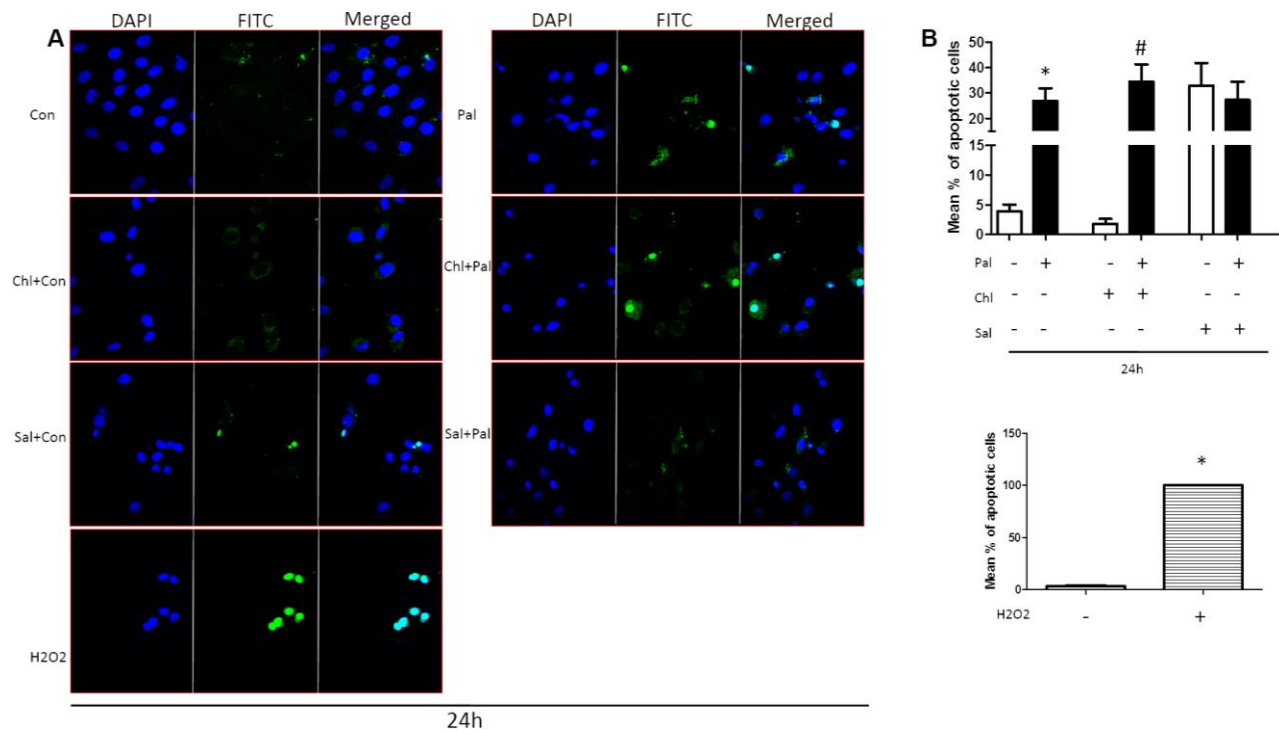 A
DAPI FITC Merged
Con
Chl+Con
Sal+Con
H2O2
DAPI FITC Merged
Pal
Chl+Pal
Sal+Pal
24h
B
Mean % of apoptotic cells
50
40
30
20
15
10
5
0
*
#
Pal - + - + - +
Chl - - + + - -
Sal - - - - + +
24h
Mean % of apoptotic cells
150
100
50
0
*
H2O2 - +